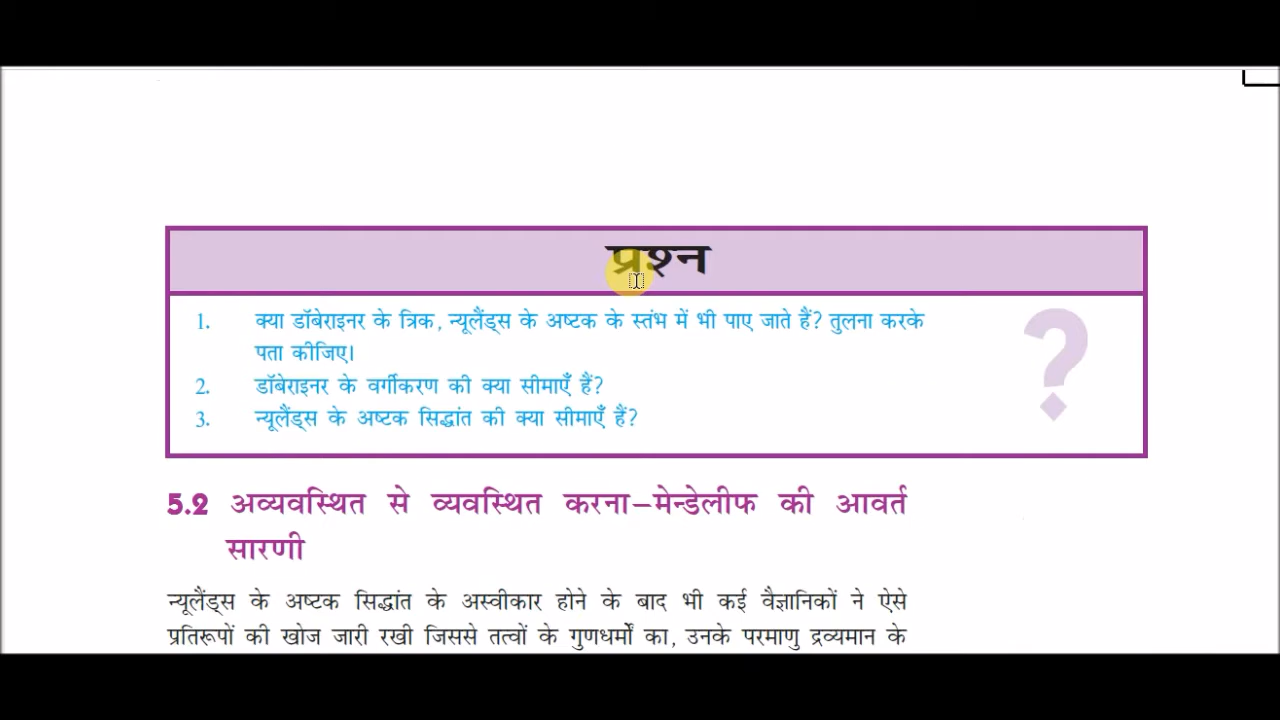 प्रश्न
1. क्या डॉबेराइनर के त्रिक, न्यूलैंड्स के अष्टक के स्तंभ में भी पाए जाते हैं? तुलना करके
पता कीजिए।
2. डॉबेराइनर के वर्गीकरण की क्या सीमाएँ हैं?
3. न्यूलैंड्स के अष्टक सिद्धांत की क्या सीमाएँ हैं?
?
5.2 अव्यवस्थित से व्यवस्थित करना–मेन्डेलीफ की आवर्त
सारणी
न्यूलैंड्स के अष्टक सिद्धांत के अस्वीकार होने के बाद भी कई वैज्ञानिकों ने ऐसे
प्रतिरूपों की खोज जारी रखी जिससे तत्वों के गुणधर्मों का, उनके परमाणु द्रव्यमान के